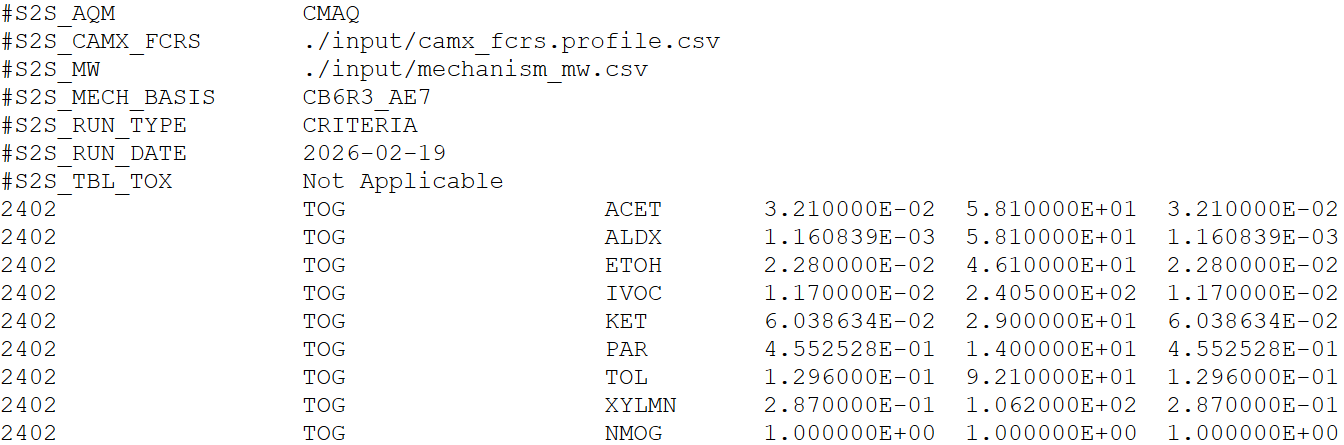 #S2S_AQM CMAQ
#S2S_CAMX_FCRS ./input/camx_fcrs.profile.csv
#S2S_MW ./input/mechanism_mw.csv
#S2S_MECH_BASIS CB6R3_AE7
#S2S_RUN_TYPE CRITERIA
#S2S_RUN_DATE 2026-02-19
#S2S_TBL_TOX Not Applicable
2402 TOG ACET 3.210000E-02 5.810000E+01 3.210000E-02
2402 TOG ALDX 1.160839E-03 5.810000E+01 1.160839E-03
2402 TOG ETOH 2.280000E-02 4.610000E+01 2.280000E-02
2402 TOG IVOC 1.170000E-02 2.405000E+02 1.170000E-02
2402 TOG KET 6.038634E-02 2.900000E+01 6.038634E-02
2402 TOG PAR 4.552528E-01 1.400000E+01 4.552528E-01
2402 TOG TOL 1.296000E-01 9.210000E+01 1.296000E-01
2402 TOG XYLMN 2.870000E-01 1.062000E+02 2.870000E-01
2402 TOG NMOG 1.000000E+00 1.000000E+00 1.000000E+00